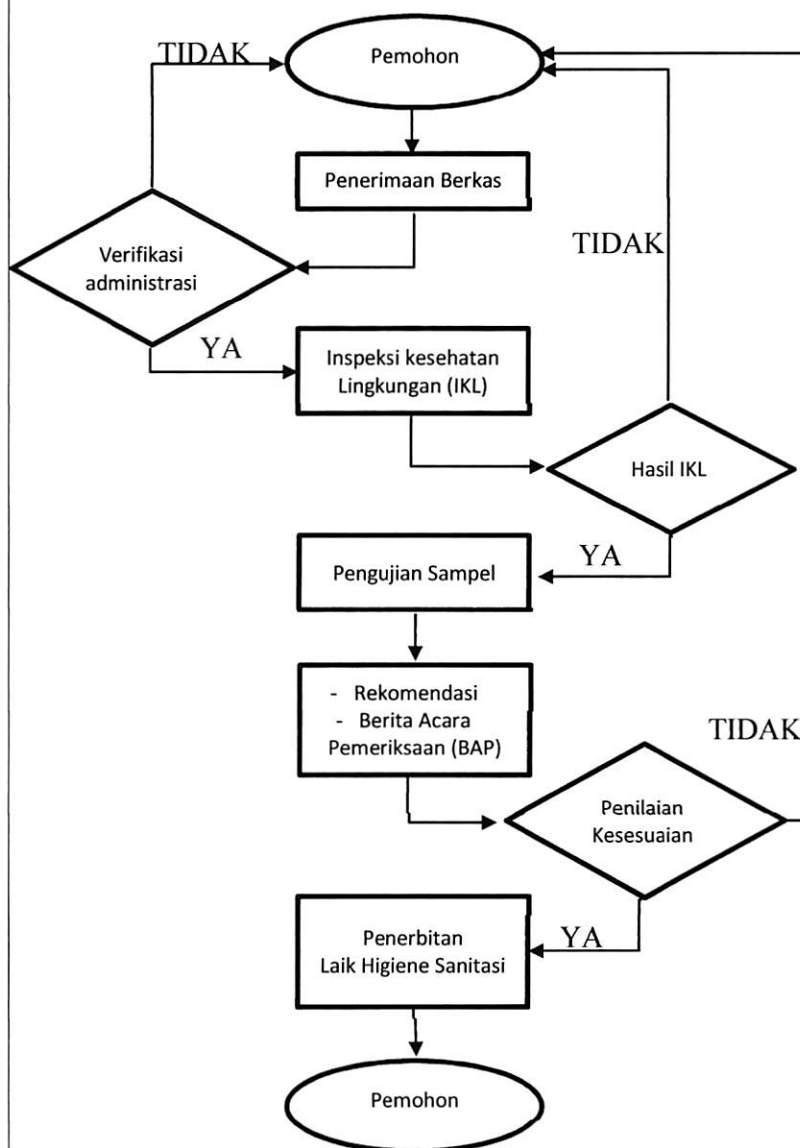 TIDAK
Pemohon
Penerimaan Berkas
TIDAK
Verifikasi
administrasi
YA
Inspeksi kesehatan
Lingkungan (IKL)
Hasil IKL
YA
Pengujian Sampel
- Rekomendasi
- Berita Acara
Pemeriksaan (BAP)
TIDAK
Penilaian
Kesesuaian
YA
Penerbitan
Laik Higiene Sanitasi
Pemohon